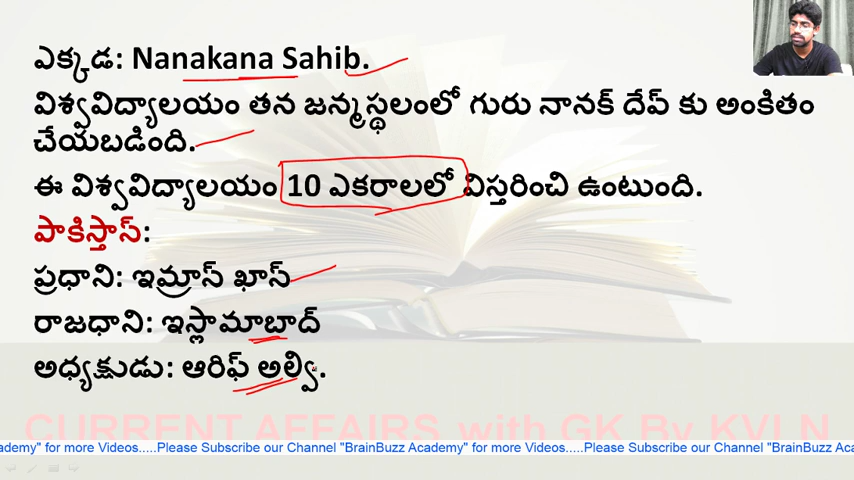 ఎక్కడ: Nanakana Sahib.
విశ్వవిద్యాలయం తన జన్మస్థలంలో గురు నానక్ దేవ్ కు అంకితం
చేయబడింది.
ఈ విశ్వవిద్యాలయం 10 ఎకరాలలో విస్తరించి ఉంటుంది.
పాకిస్తాన్:
ప్రధాని: ఇమ్రాన్ ఖాన్
రాజధాని: ఇస్లామాబాద్
అధ్యక్షుడు: ఆరిఫ్ అల్వి.
CURRENT AFFAIRS with GK By KVLN
ademy" for more Videos.....Please Subscribe our Channel "BrainBuzz Academy" for more Videos.....Please Subscribe our Channel "BrainBuzz Aca